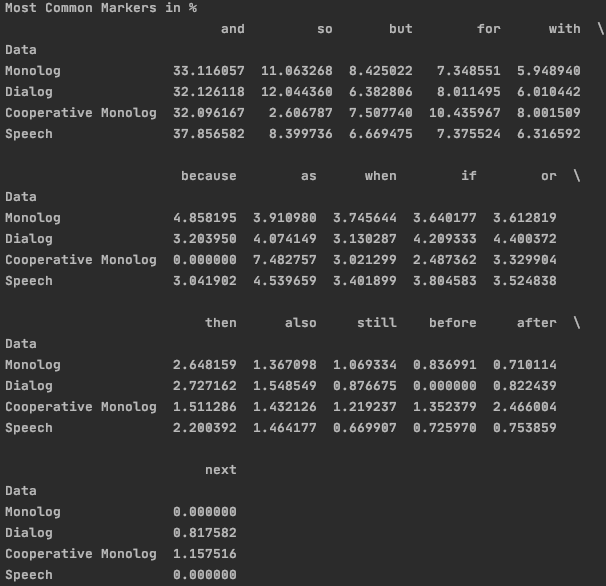 Most Common Markers in %
and so but for with \
Data
Monolog 33.116057 11.063268 8.425022 7.348551 5.948940
Dialog 32.126118 12.044360 6.382806 8.011495 6.010442
Cooperative Monolog 32.096167 2.606787 7.507740 10.435967 8.001509
Speech 37.856582 8.399736 6.669475 7.375524 6.316592
because as when if or \
Data
Monolog 4.858195 3.910980 3.745644 3.640177 3.612819
Dialog 3.203950 4.074149 3.130287 4.209333 4.400372
Cooperative Monolog 0.000000 7.482757 3.021299 2.487362 3.329904
Speech 3.041902 4.539659 3.401899 3.804583 3.524838
then also still before after \
Data
Monolog 2.648159 1.367098 1.069334 0.836991 0.710114
Dialog 2.727162 1.548549 0.876675 0.000000 0.822439
Cooperative Monolog 1.511286 1.432126 1.219237 1.352379 2.466004
Speech 2.200392 1.464177 0.669907 0.725970 0.753859
next
Data
Monolog 0.000000
Dialog 0.817582
Cooperative Monolog 1.157516
Speech 0.000000